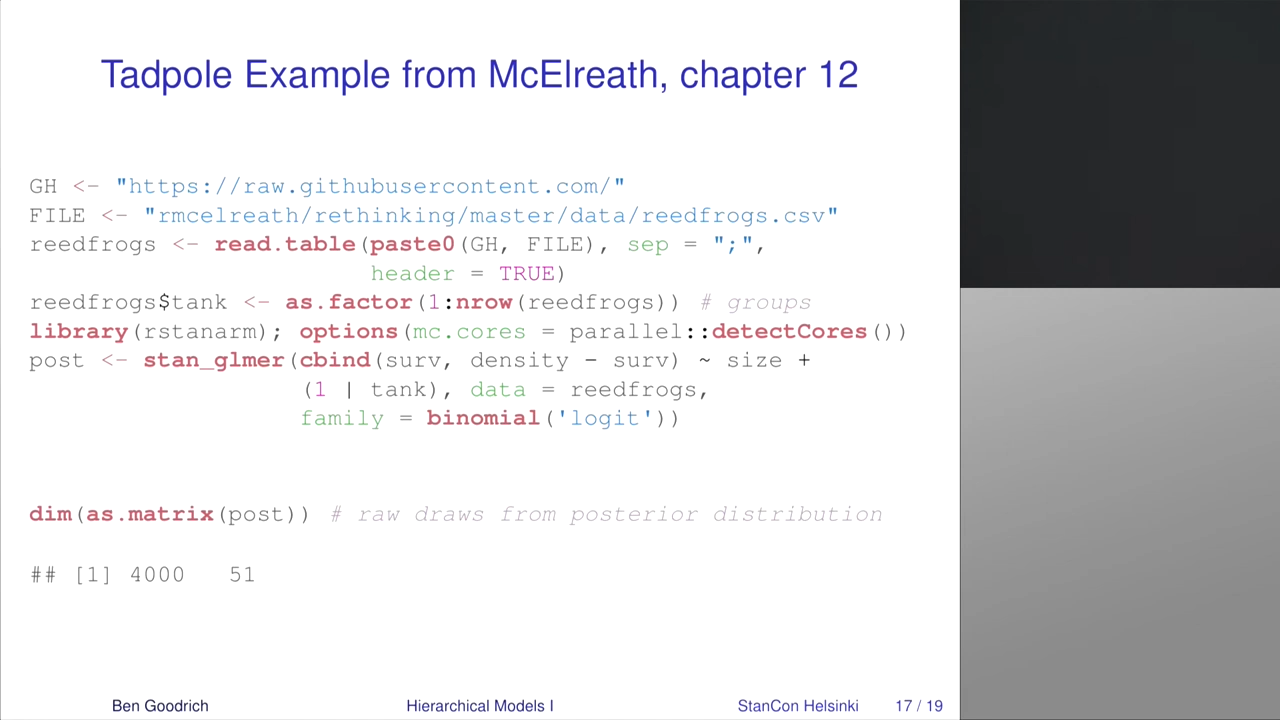 Tadpole Example from McElreath, chapter 12
GH <- "https://raw.githubusercontent.com/"
FILE <- "rmcelreath/rethinking/master/data/reedfrogs.csv"
reedfrogs <- read.table(paste0(GH, FILE), sep = ";",
header = TRUE)
reedfrogs$tank <- as.factor(1:nrow(reedfrogs)) # groups
library(rstanarm); options(mc.cores = parallel::detectCores())
post <- stan_glmer(cbind(surv, density - surv) ~ size +
(1 | tank), data = reedfrogs,
family = binomial('logit'))
dim(as.matrix(post)) # raw draws from posterior distribution
## [1] 4000 51
Ben Goodrich Hierarchical Models I StanCon Helsinki 17 / 19